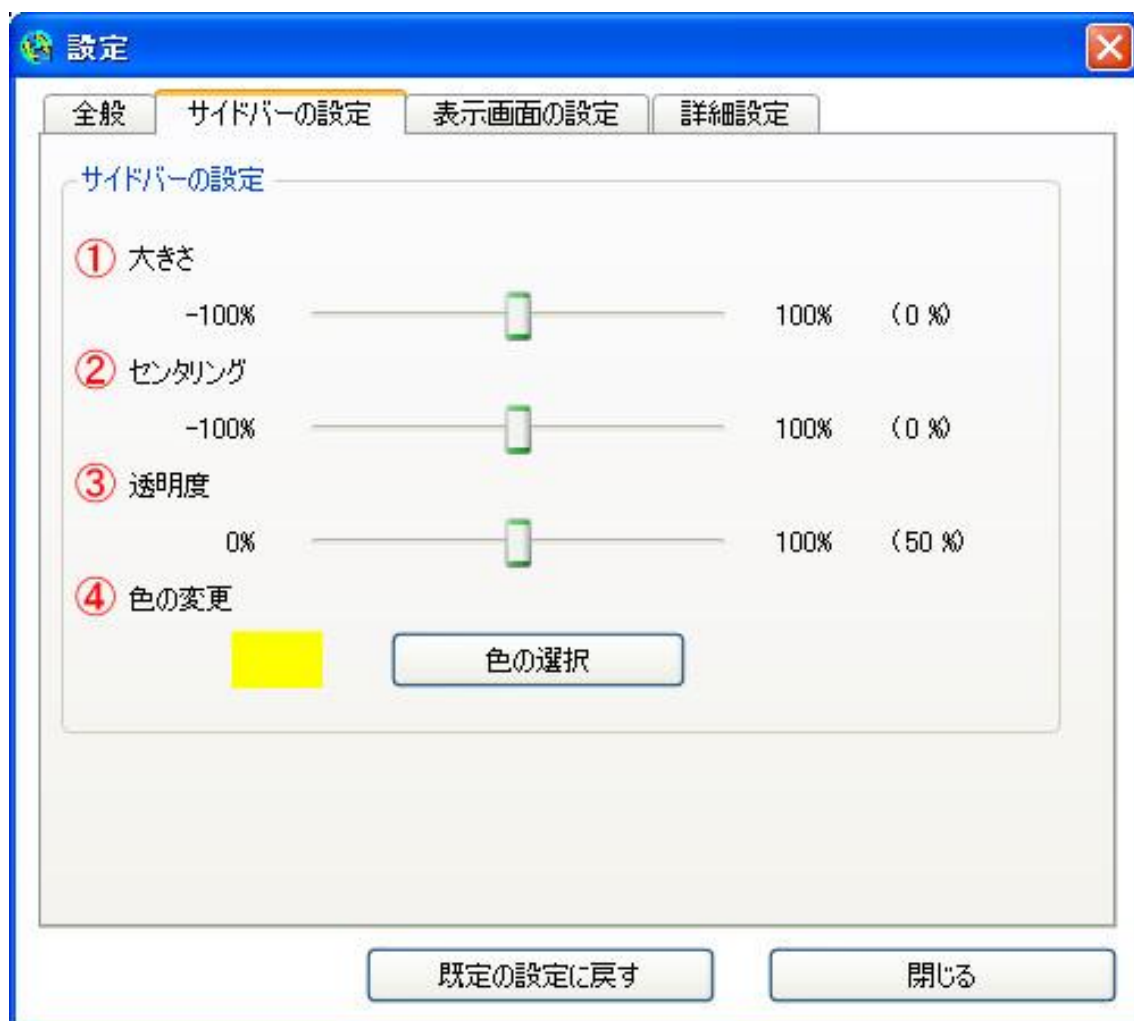 設定
全般 サイドバーの設定 表示画面の設定 詳細設定
サイドバーの設定
① 大きさ
-100% 100% (0 %)
② センタリング
-100% 100% (0 %)
③ 透明度
0% 100% (50 %)
④ 色の変更
色の選択
既定の設定に戻す 閉じる